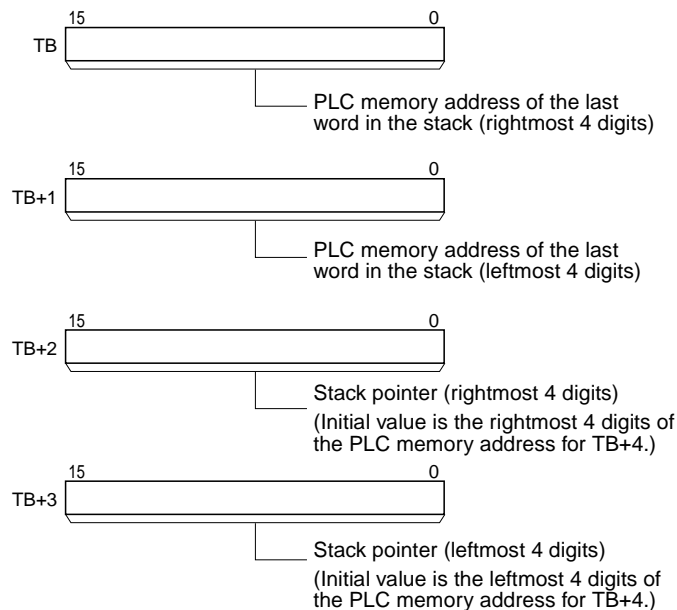 15 0
TB
PLC memory address of the last
word in the stack (rightmost 4 digits)
15 0
TB+1
PLC memory address of the last
word in the stack (leftmost 4 digits)
15 0
TB+2
Stack pointer (rightmost 4 digits)
(Initial value is the rightmost 4 digits of
the PLC memory address for TB+4.)
15 0
TB+3
Stack pointer (leftmost 4 digits)
(Initial value is the leftmost 4 digits of
the PLC memory address for TB+4.)